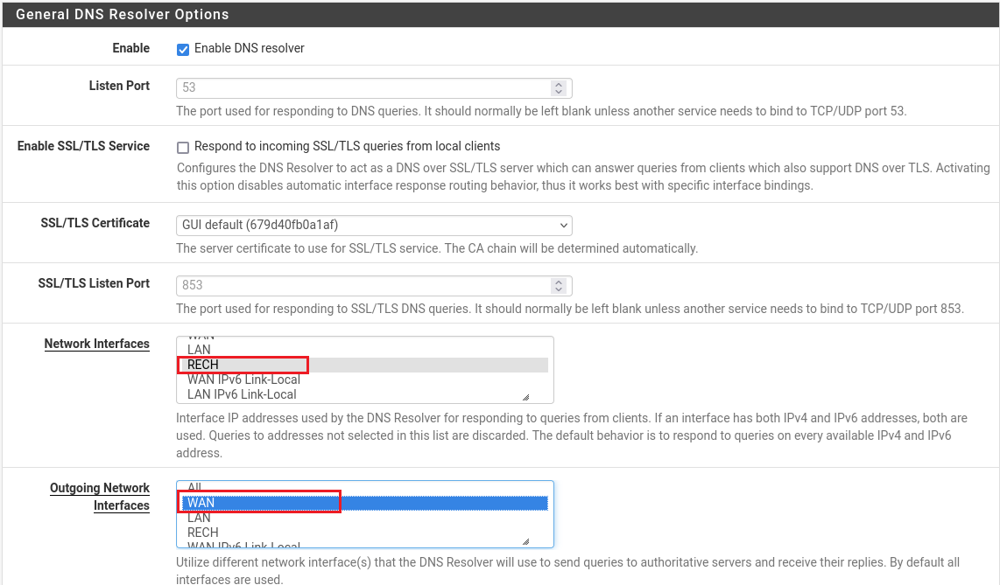 General DNS Resolver Options
Enable
Enable DNS resolver
Listen Port
53
The port used for responding to DNS queries. It should normally be left blank unless another service needs to bind to TCP/UDP port 53.
Enable SSL/TLS Service
Respond to incoming SSL/TLS queries from local clients
Configures the DNS Resolver to act as a DNS over SSL/TLS server which can answer queries from clients which also support DNS over TLS. Activating
this option disables automatic interface response routing behavior, thus it works best with specific interface bindings.
SSL/TLS Certificate
GUI default (679d40fb0a1af)
The server certificate to use for SSL/TLS service. The CA chain will be determined automatically.
SSL/TLS Listen Port
853
The port used for responding to SSL/TLS DNS queries. It should normally be left blank unless another service needs to bind to TCP/UDP port 853.
Network Interfaces
WAN
LAN
RECH
WAN IPv6 Link-Local
LAN IPv6 Link-Local
Interface IP addresses used by the DNS Resolver for responding to queries from clients. If an interface has both IPv4 and IPv6 addresses, both are
used. Queries to addresses not selected in this list are discarded. The default behavior is to respond to queries on every available IPv4 and IPv6
address.
Outgoing Network
Interfaces
All
WAN
LAN
RECH
WAN IPv6 Link-Local
Utilize different network interface(s) that the DNS Resolver will use to send queries to authoritative servers and receive their replies. By default all
interfaces are used.